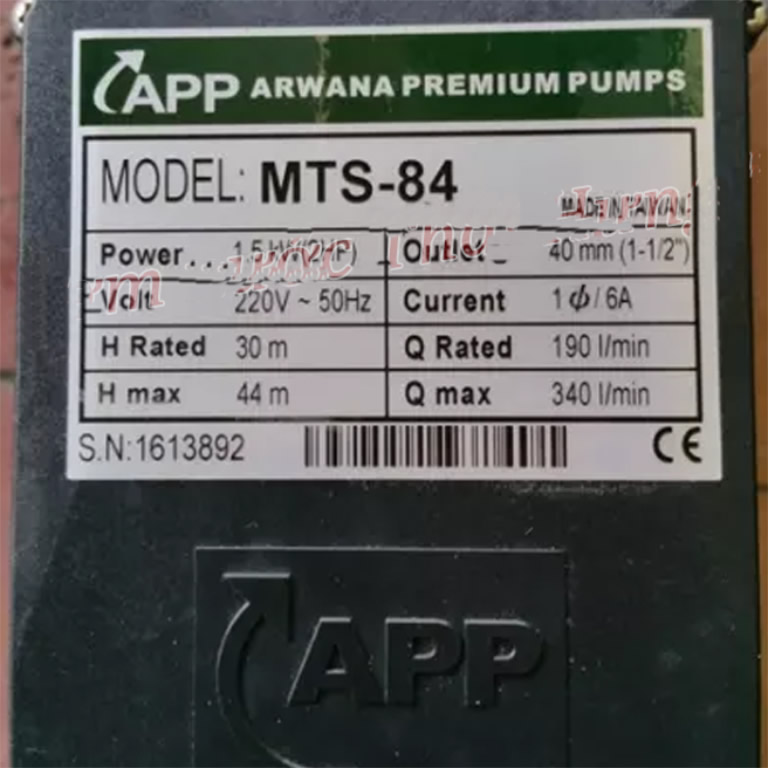 APP ARWANA PREMIUM PUMPS
MODEL: MTS-84
MADE IN TAIWAN
Power... 1.5 kW(2HP) Outlet 40 mm (1-1/2")
Volt 220V ~ 50Hz Current 1 ϕ / 6A
H Rated 30 m Q Rated 190 l/min
H max 44 m Q max 340 l/min
S.N:1613892 CE
APP